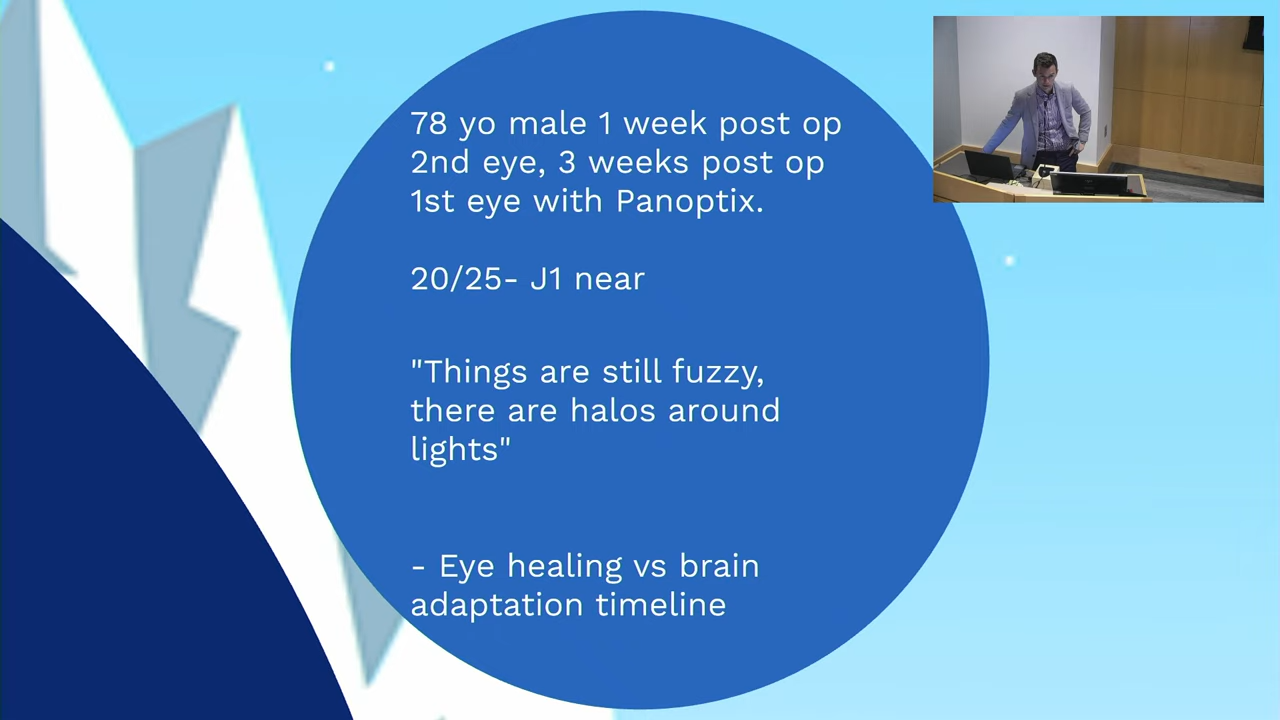 78 yo male 1 week post op
2nd eye, 3 weeks post op
1st eye with Panoptix.
20/25- J1 near
"Things are still fuzzy,
there are halos around
lights"
- Eye healing vs brain
adaptation timeline